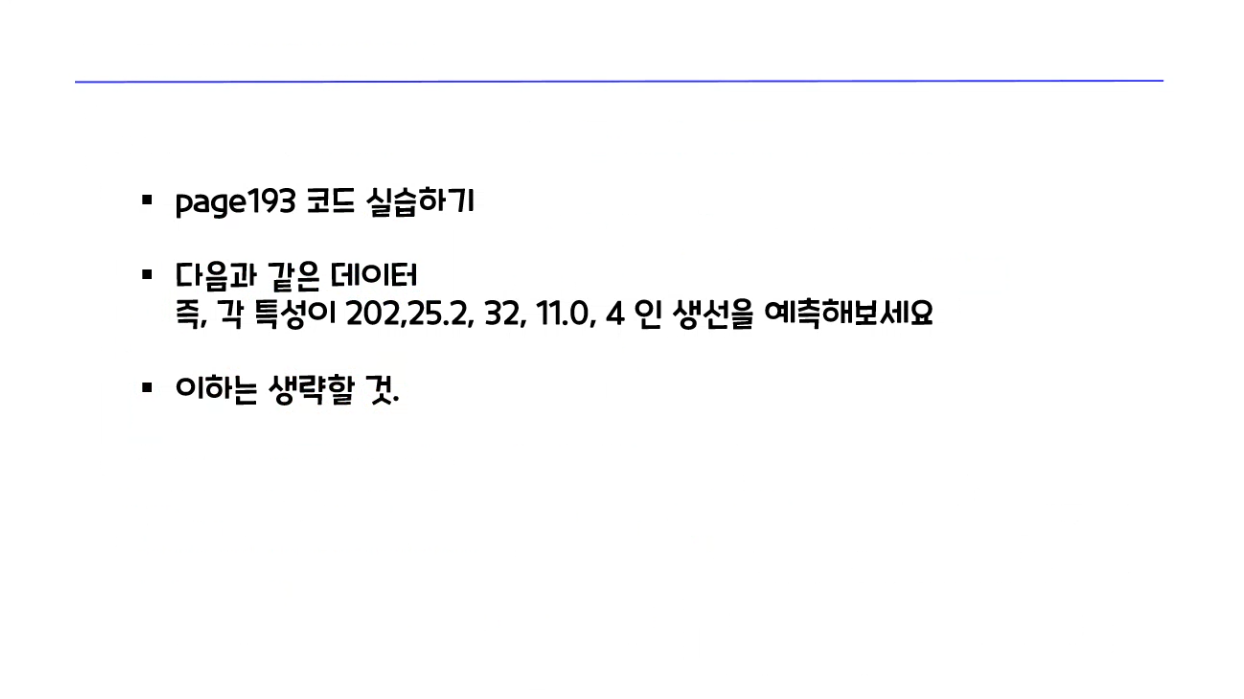 page193 코드 실습하기
다음과 같은 데이터
즉, 각 특성이 202,25.2, 32, 11.0, 4 인 생선을 예측해보세요
이하는 생략할 것.